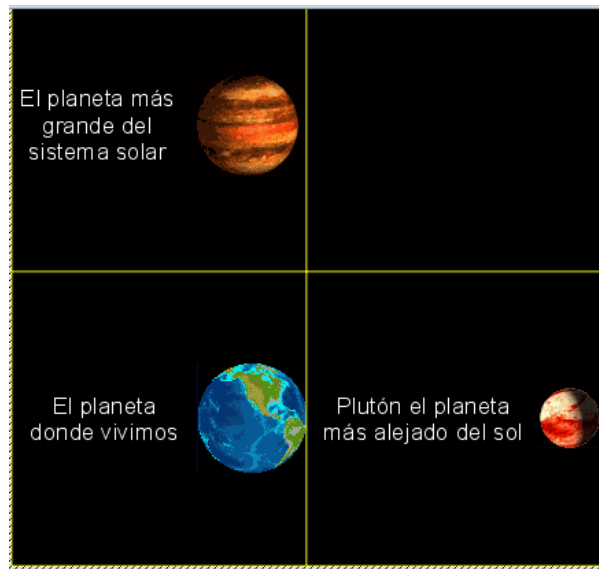 El planeta más
grande del
sistema solar
El planeta
donde vivimos
Plutón el planeta
más alejado del sol